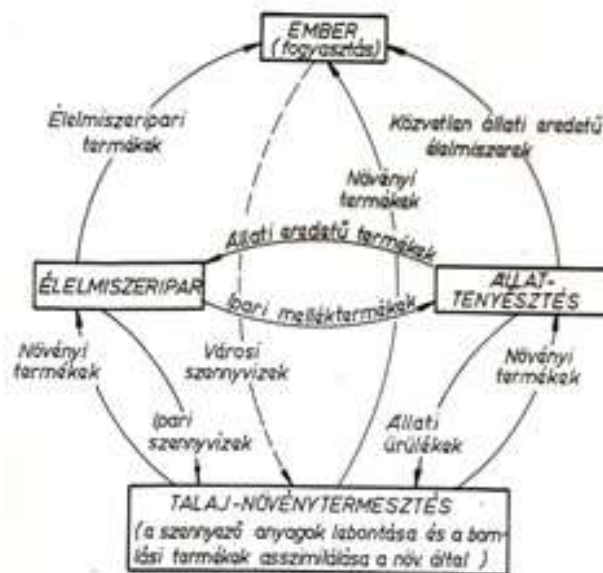 EMBER
(fogyasztás)
Élelmiszeripari
termékek
Közvetlen állati eredetű
élelmiszerek
Növényi
termékek
Állati eredetű termékek
ÉLELMISZERIPAR
ÁLLAT-
TENYÉSZTÉS
Ipari melléktermékek
Növényi
termékek
Városi
szennyvizek
Növényi
termékek
Ipari
szennyvizek
Állati
ürülékek
TALAJ-NÖVÉNYTERMESZTÉS
(a szennyező anyagok lebontása és a bom-
lási termékek asszimilálása a növ. által)